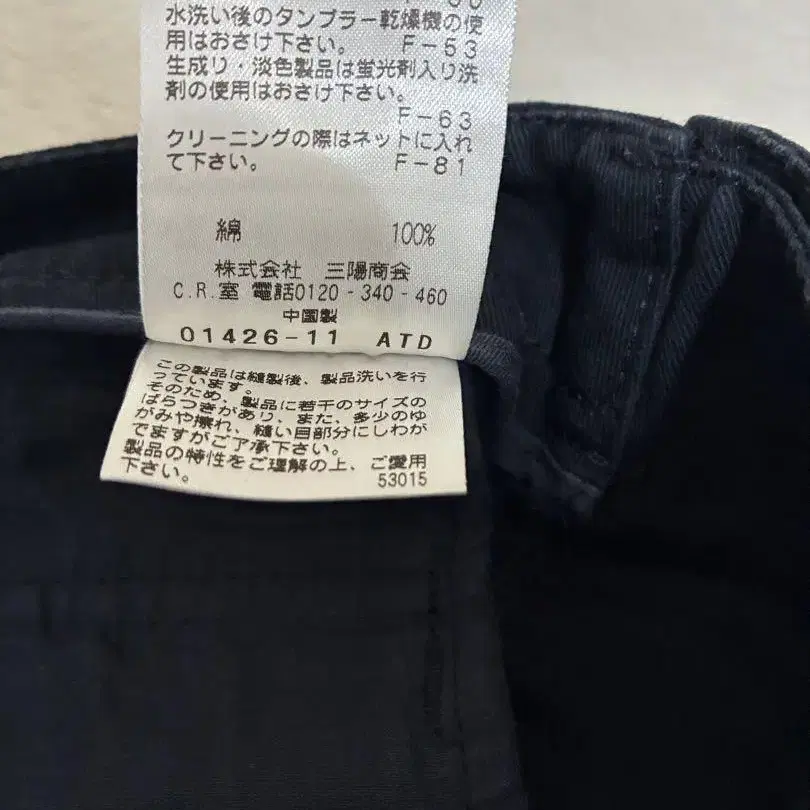 水洗い後のタンブラー乾燥機の使
用はおさけ下さい。 F-53
生成り・淡色製品は蛍光剤入り洗
剤の使用はおさけ下さい。
F-63
クリーニングの際はネットに入れ
て下さい。 F-81
綿 100%
株式会社 三陽商会
C.R.室 電話0120-340-460
中国製
01426-11 ATD
この製品は縫製後、製品洗いを行
っています。
そのため、製品に若干のサイズの
ばらつきがあり、また、多少のゆ
がみや擦れ、縫い目部分にしわが
でますがご了承下さい。
製品の特性をご理解の上、ご愛用
下さい。 53015